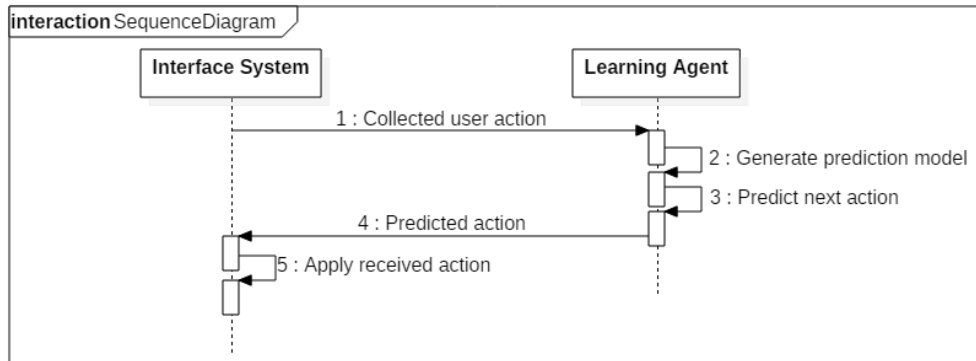 interaction SequenceDiagram
Interface System
Learning Agent
1 : Collected user action
2 : Generate prediction model
3 : Predict next action
4 : Predicted action
5 : Apply received action